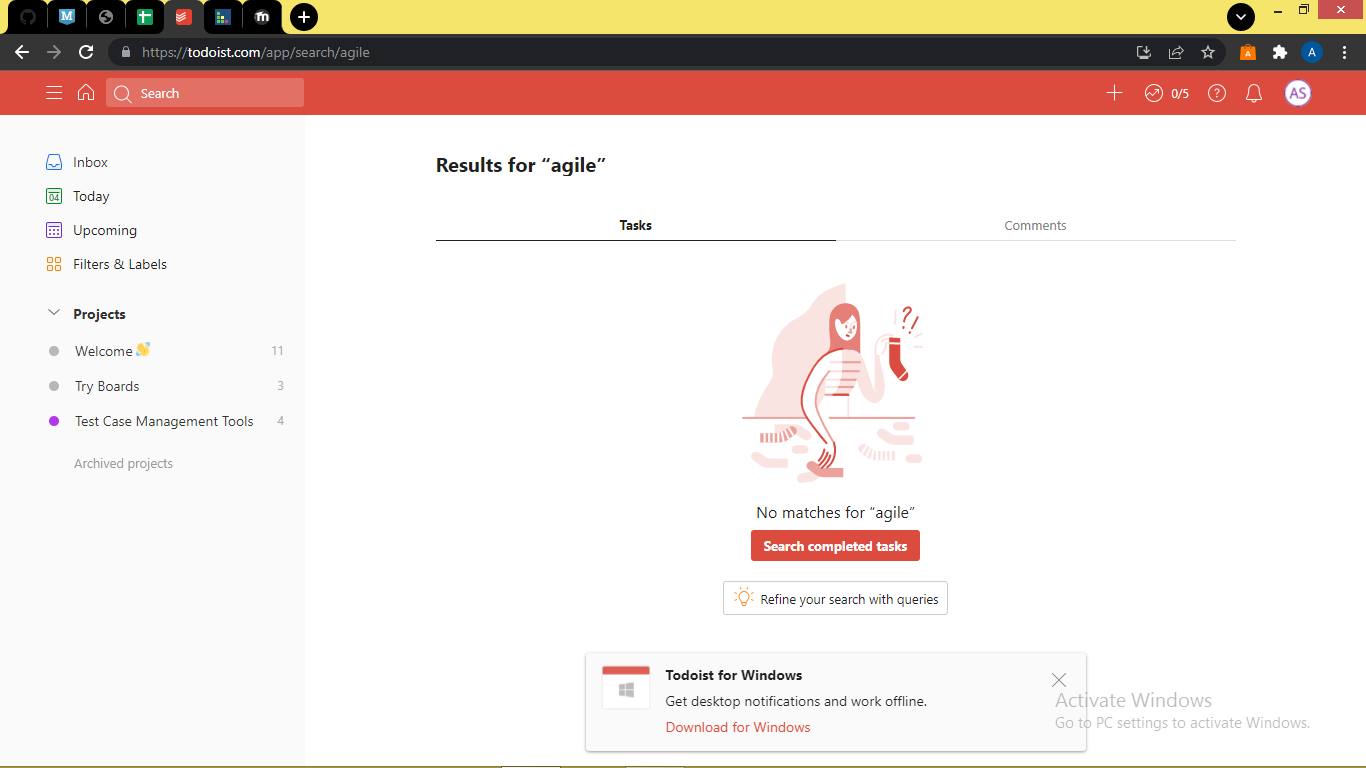 M
m
https://todoist.com/app/search/agile
A
A
Search
0/5
?
AS
Inbox
04
Today
Upcoming
Filters & Labels
Projects
Welcome 👋 11
Try Boards 3
Test Case Management Tools 4
Archived projects
Results for “agile”
Tasks
Comments
?!
No matches for “agile”
Search completed tasks
Refine your search with queries
Todoist for Windows
Get desktop notifications and work offline.
Download for Windows
Activate Windows
Go to PC settings to activate Windows.